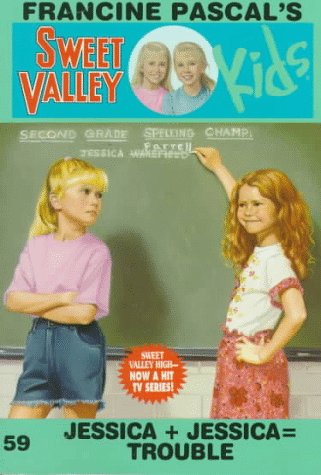 FRANCINE PASCAL'S
SWEET
VALLEY
Kids.
SECOND GRADE SPELLING CHAMP.
Farrell
JESSICA WAKEFIELD
SWEET
VALLEY HIGH—
NOW A HIT
TV SERIES!
59
JESSICA + JESSICA=
TROUBLE